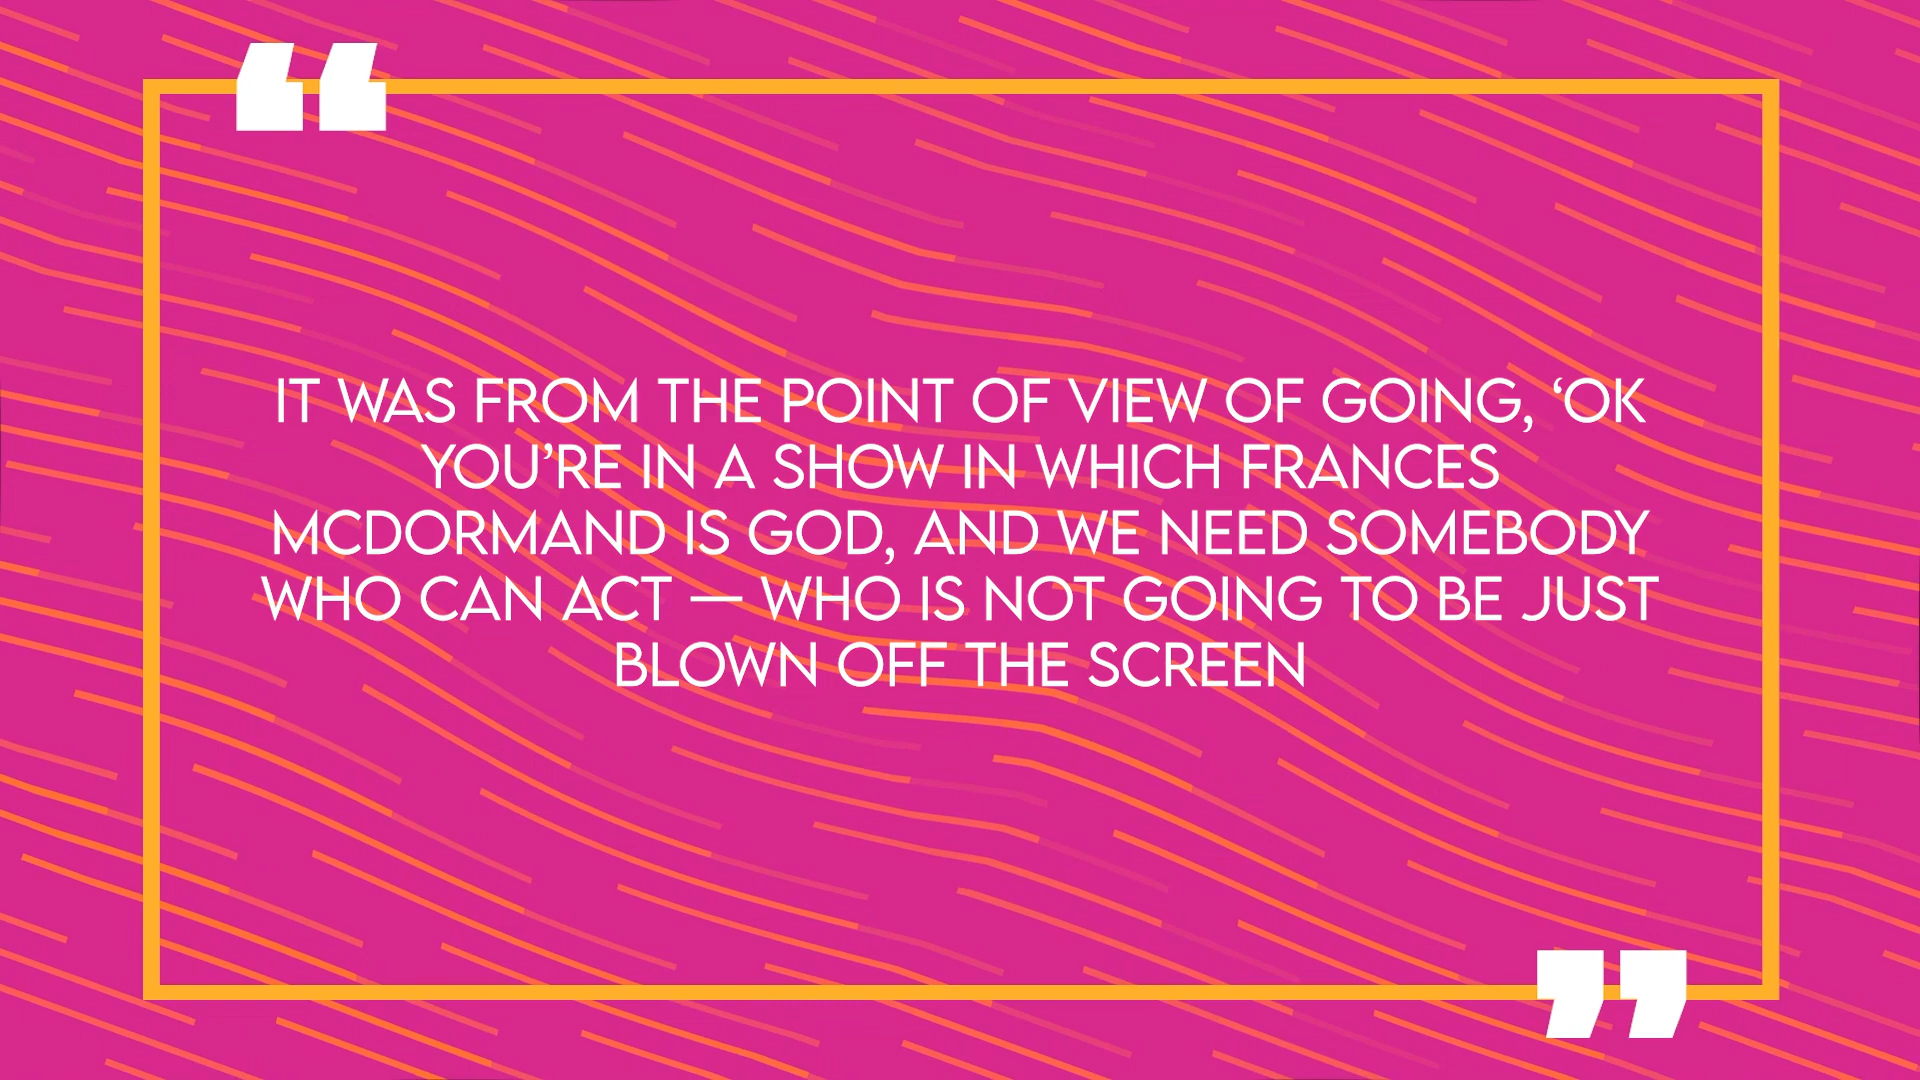 “
IT WAS FROM THE POINT OF VIEW OF GOING, ‘OK
YOU’RE IN A SHOW IN WHICH FRANCES
MCDORMAND IS GOD, AND WE NEED SOMEBODY
WHO CAN ACT — WHO IS NOT GOING TO BE JUST
BLOWN OFF THE SCREEN
”